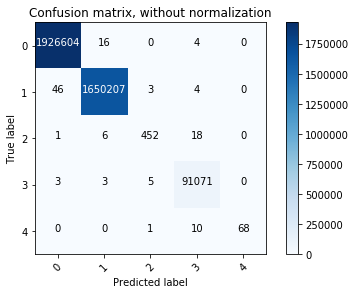 Confusion matrix, without normalization
0 1926604 16 0 4 0
1 46 1650207 3 4 0
2 1 6 452 18 0
3 3 3 5 91071 0
4 0 0 1 10 68
0 1 2 3 4
True label
Predicted label
1750000
1500000
1250000
1000000
750000
500000
250000
0